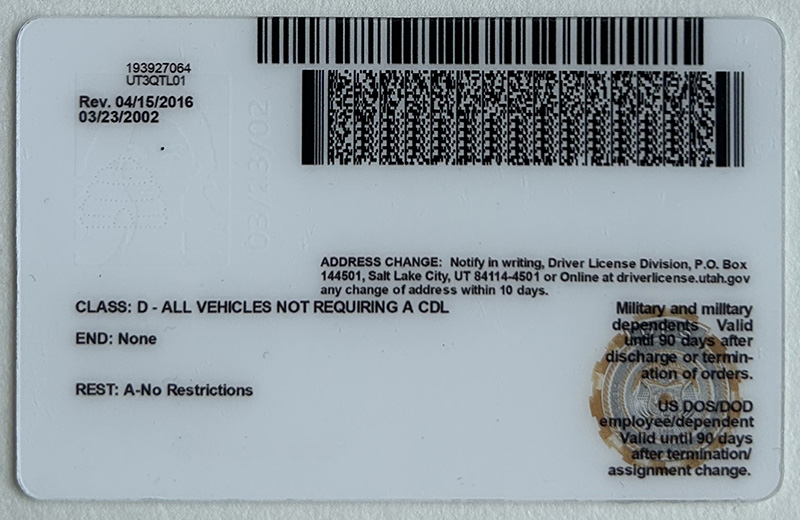 193927064
UT3QTL01
Rev. 04/15/2016
03/23/2002
03/23/02
ADDRESS CHANGE: Notify in writing, Driver License Division, P.O. Box
144501, Salt Lake City, UT 84114-4501 or Online at driverlicense.utah.gov
any change of address within 10 days.
CLASS: D - ALL VEHICLES NOT REQUIRING A CDL
END: None
REST: A-No Restrictions
Military and military
dependents Valid
until 90 days after
discharge or termin-
ation of orders.
US DOS/DOD
employee/dependent
Valid until 90 days
after termination/
assignment change.